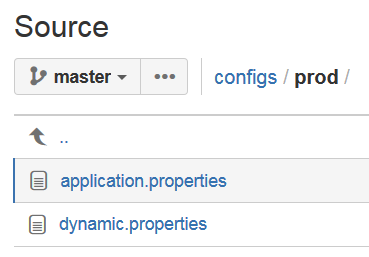 Source
master ••• configs / prod /
..
application.properties
dynamic.properties